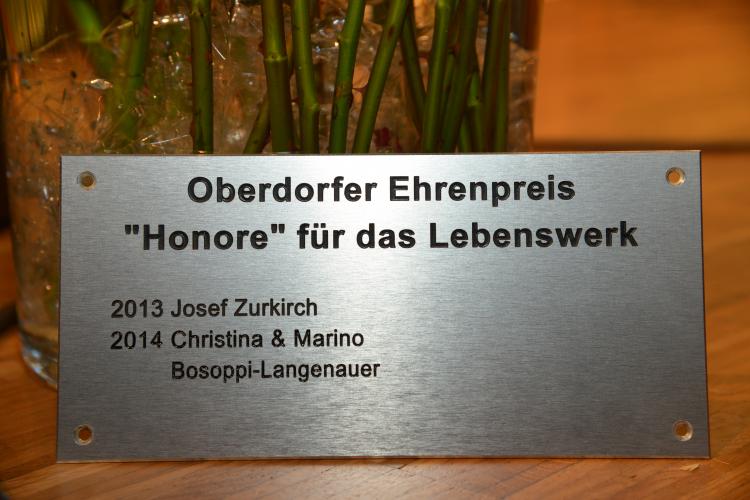 Oberdorfer Ehrenpreis
"Honore" für das Lebenswerk
2013 Josef Zurkirch
2014 Christina & Marino
Bosoppi-Langenauer